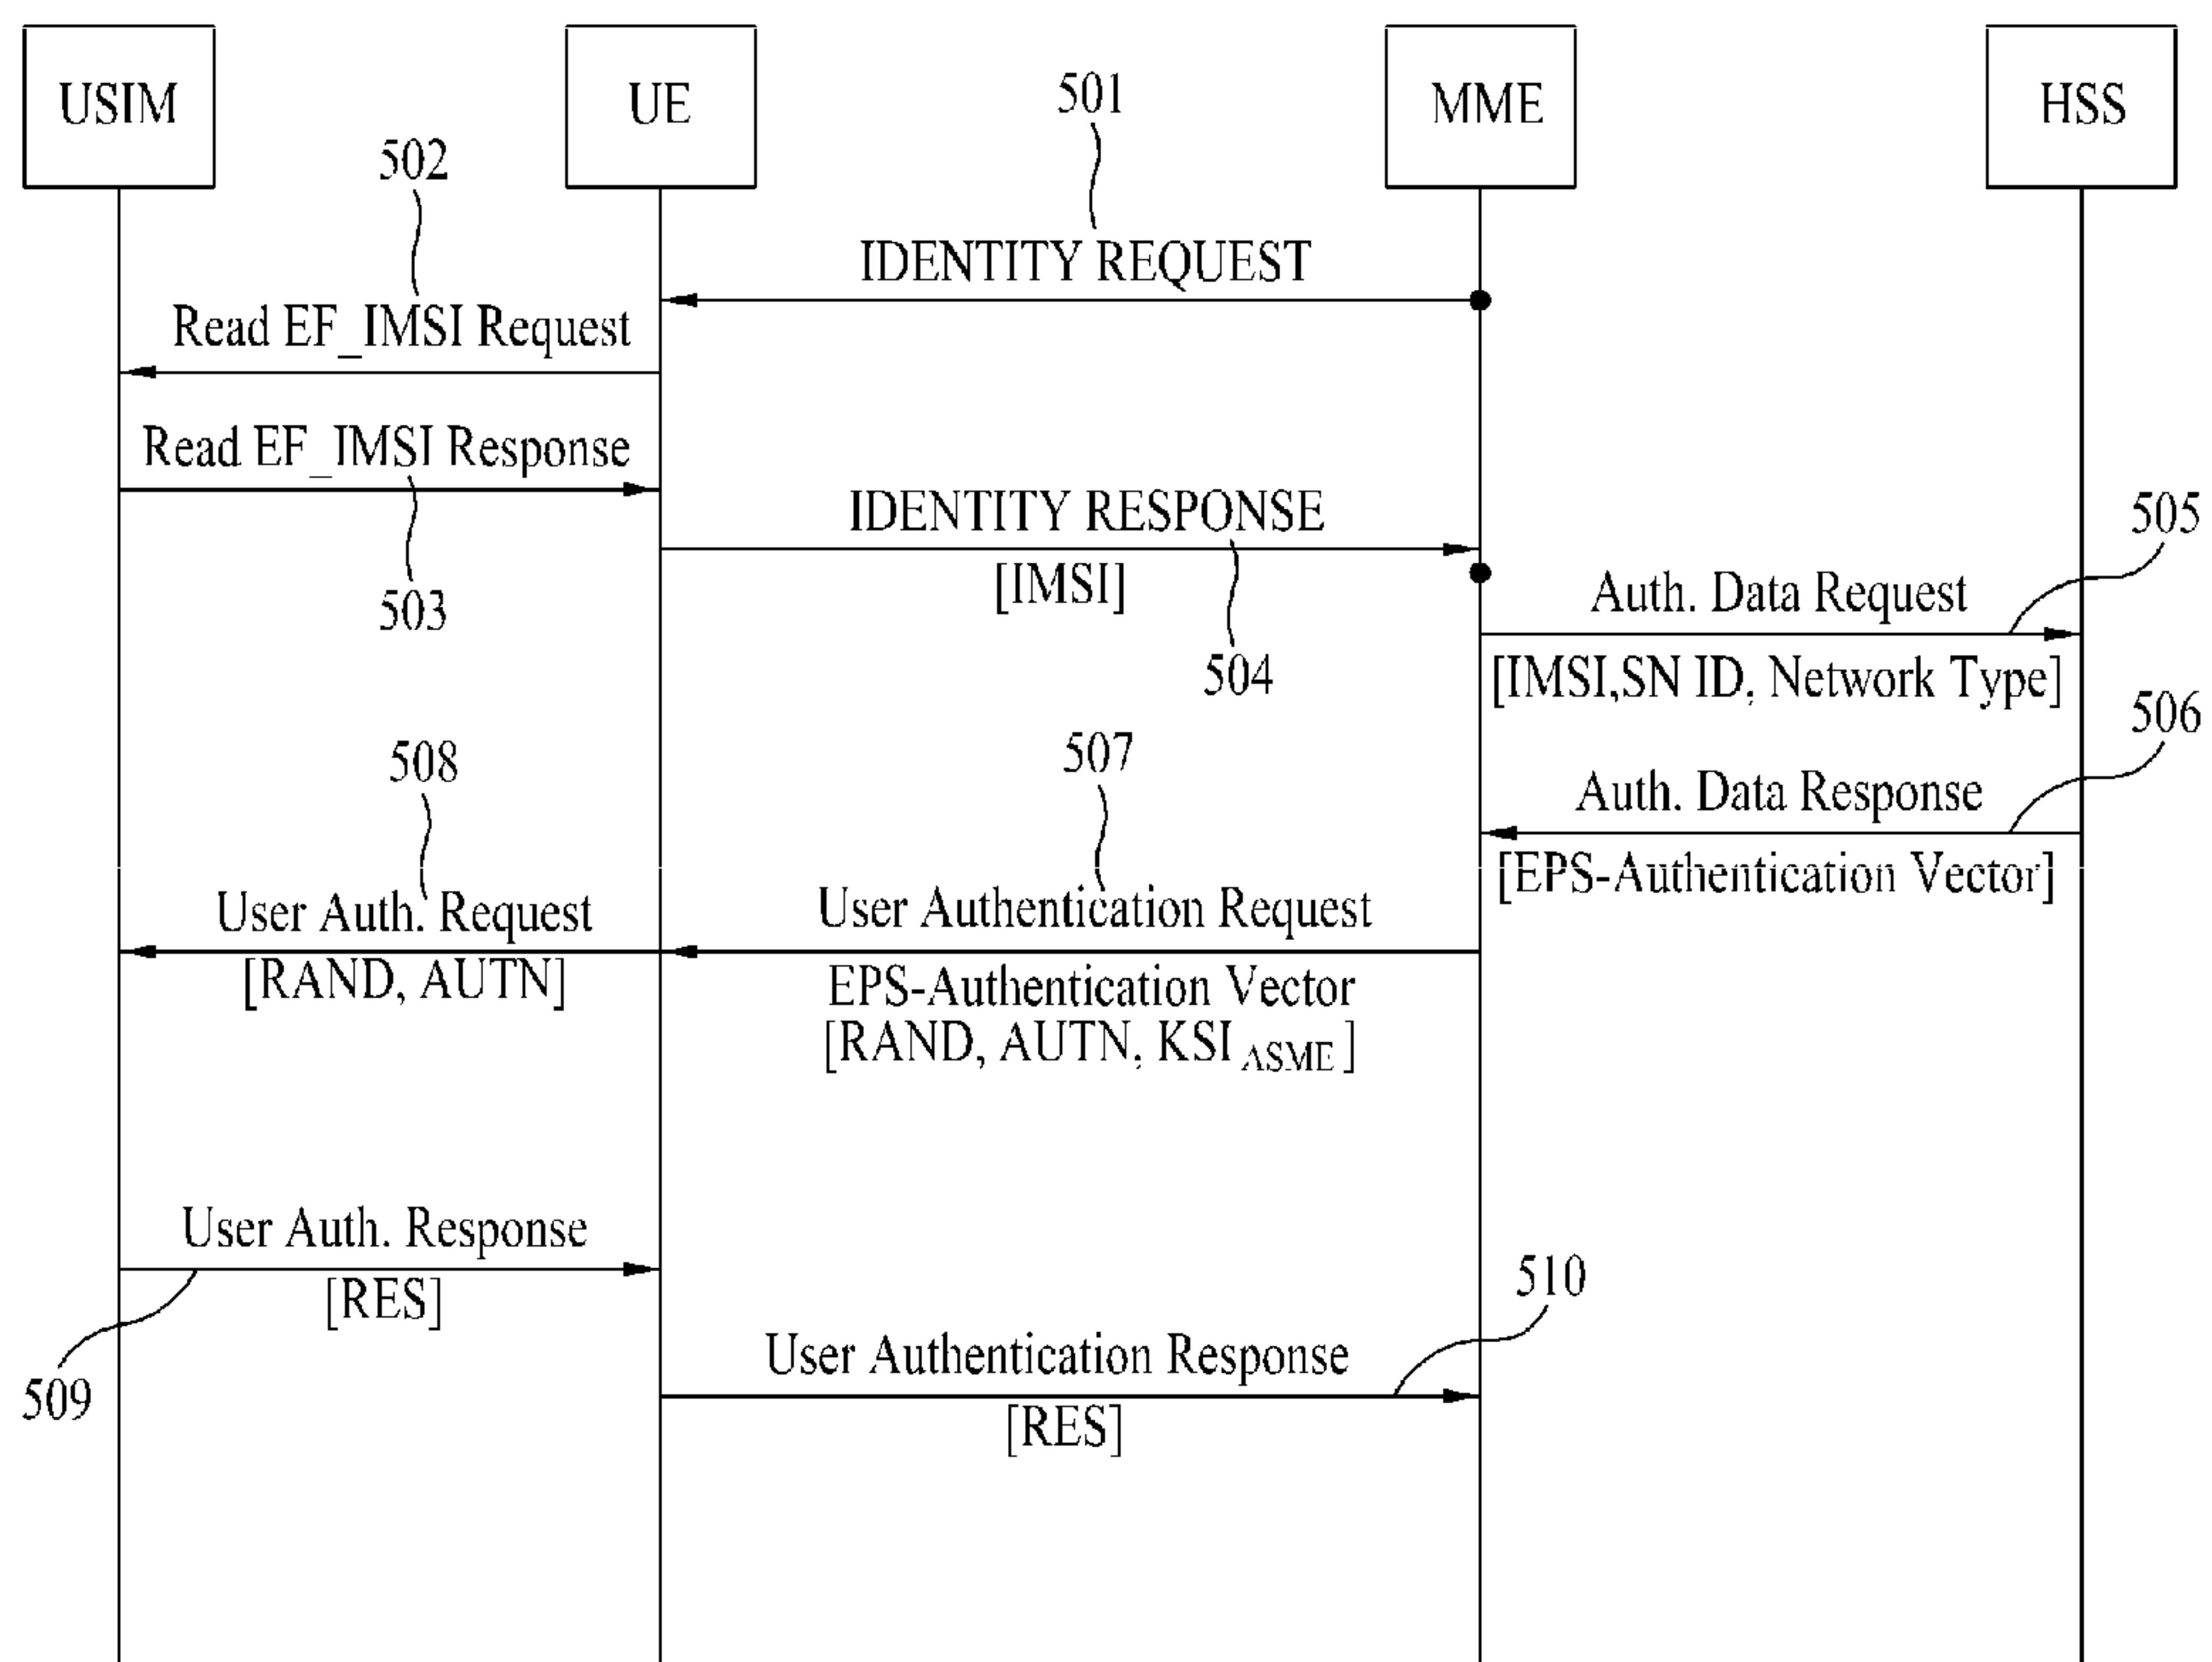 USIM
UE
MME
HSS
501
502
IDENTITY REQUEST
Read EF_IMSI Request
Read EF_IMSI Response
503
IDENTITY RESPONSE
[IMSI]
504
505
Auth. Data Request
[IMSI,SN ID, Network Type]
506
Auth. Data Response
[EPS-Authentication Vector]
507
508
User Auth. Request
[RAND, AUTN]
User Authentication Request
EPS-Authentication Vector
[RAND, AUTN, KSI ASME]
User Auth. Response
[RES]
509
510
User Authentication Response
[RES]